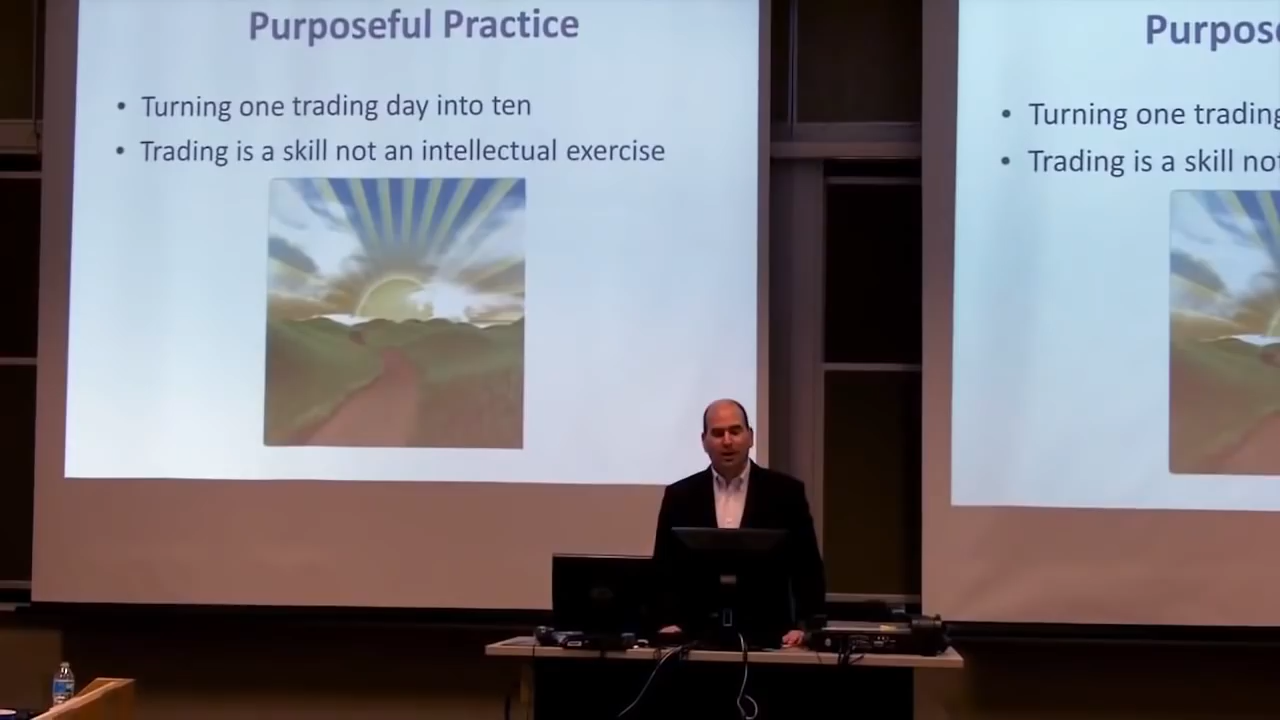 Purposeful Practice
• Turning one trading day into ten
• Trading is a skill not an intellectual exercise
Purpose
• Turning one trading
• Trading is a skill not